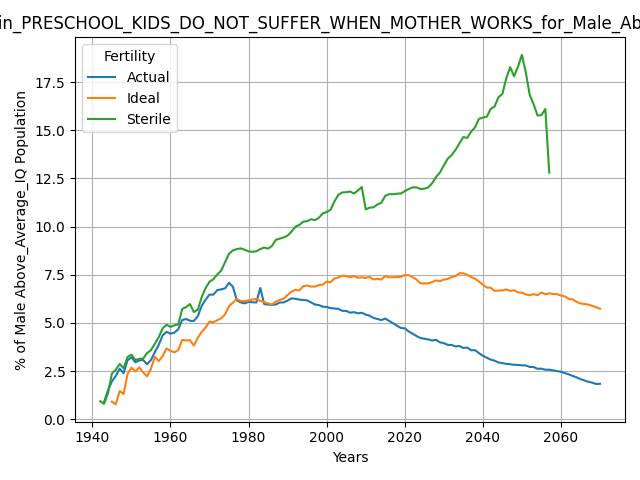 in_PRESCHOOL_KIDS_DO_NOT_SUFFER_WHEN_MOTHER_WORKS_for_Male_Ab
% of Male Above_Average_IQ Population
17.5
15.0
12.5
10.0
7.5
5.0
2.5
0.0
Fertility
Actual
Ideal
Sterile
1940 1960 1980 2000 2020 2040 2060
Years